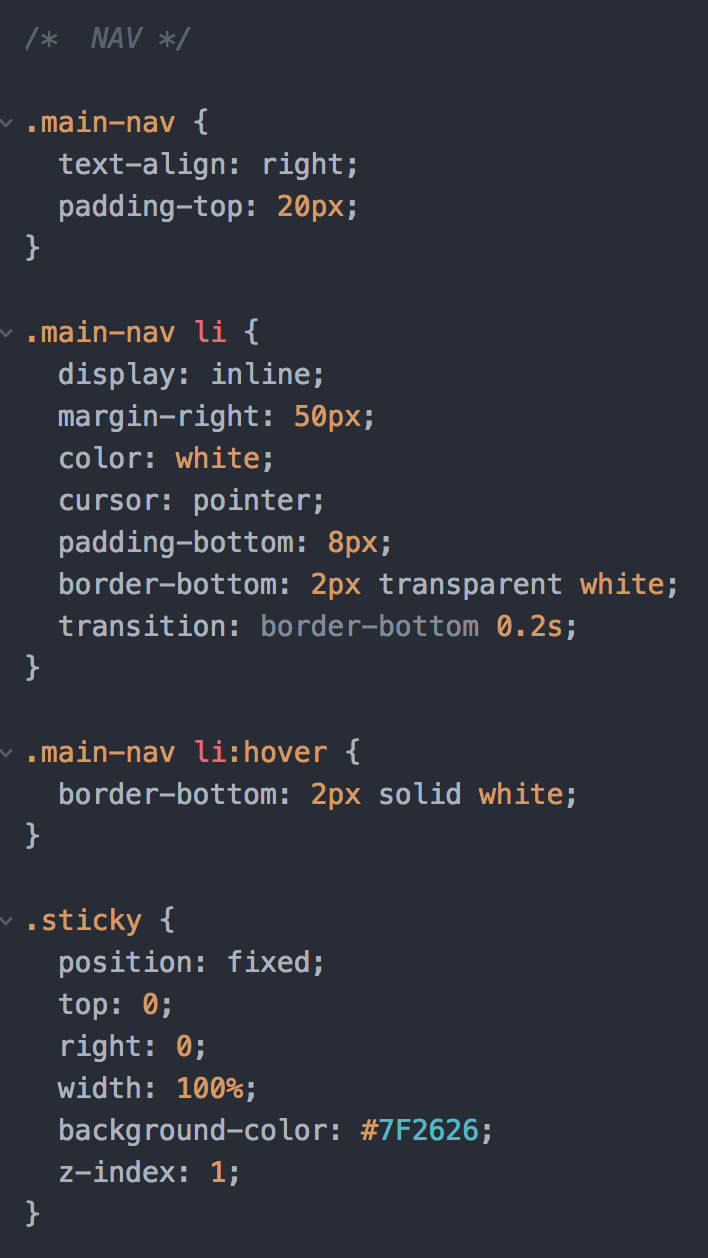 /*  NAV */
.main-nav {
  text-align: right;
  padding-top: 20px;
}
.main-nav li {
  display: inline;
  margin-right: 50px;
  color: white;
  cursor: pointer;
  padding-bottom: 8px;
  border-bottom: 2px transparent white;
  transition: border-bottom 0.2s;
}
.main-nav li:hover {
  border-bottom: 2px solid white;
}
.sticky {
  position: fixed;
  top: 0;
  right: 0;
  width: 100%;
  background-color: #7F2626;
  z-index: 1;
}